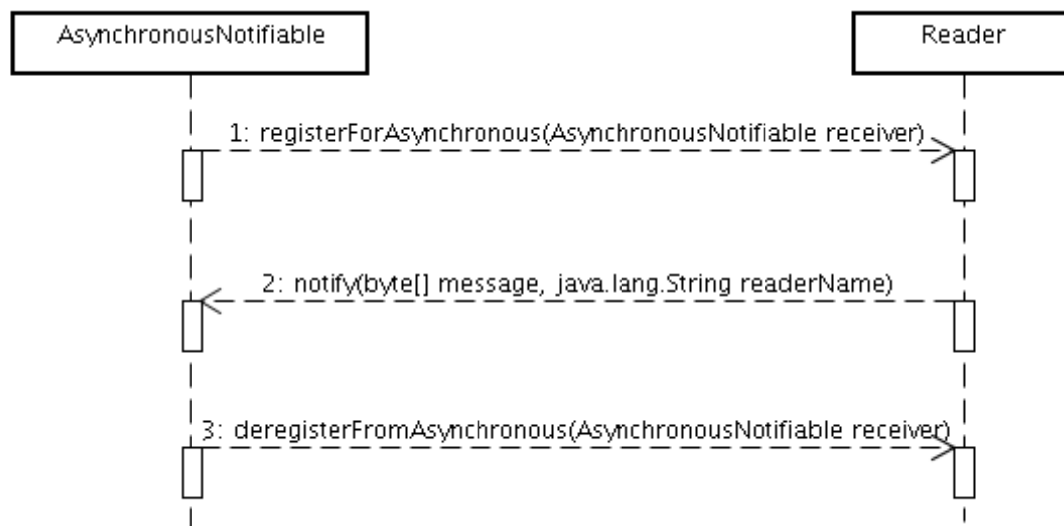 AsynchronousNotifiable
Reader
1: registerForAsynchronous(AsynchronousNotifiable receiver)
2: notify(byte[] message, java.lang.String readerName)
3: deregisterFromAsynchronous(AsynchronousNotifiable receiver)